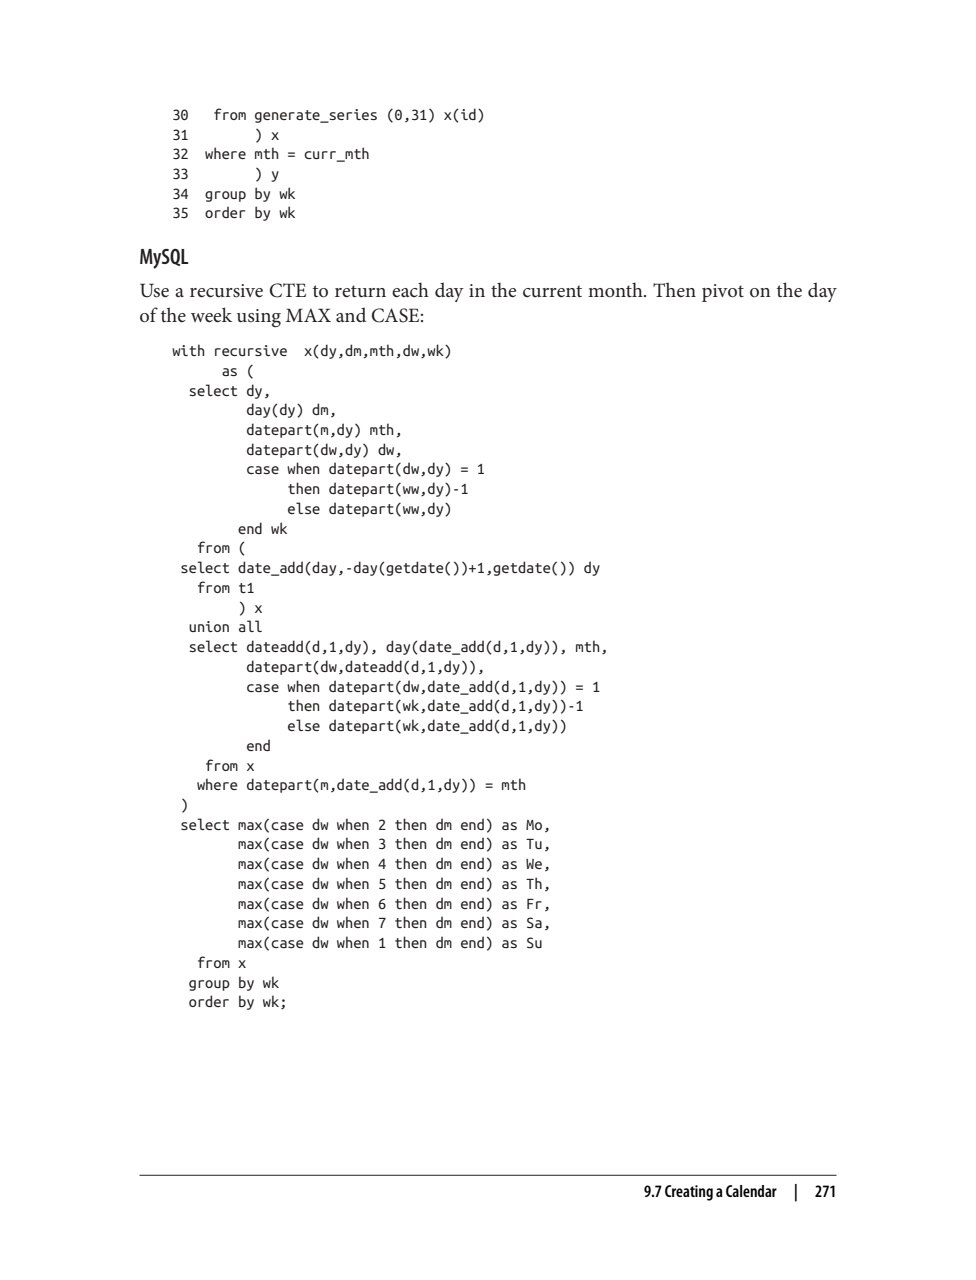 30   from generate_series (0,31) x(id)
31        ) x
32  where mth = curr_mth
33        ) y
34  group by wk
35  order by wk
MySQL
Use a recursive CTE to return each day in the current month. Then pivot on the day
of the week using MAX and CASE:
with recursive  x(dy,dm,mth,dw,wk)
      as (
  select dy,
         day(dy) dm,
         datepart(m,dy) mth,
         datepart(dw,dy) dw,
         case when datepart(dw,dy) = 1
              then datepart(ww,dy)-1
              else datepart(ww,dy)
        end wk
   from (
 select date_add(day,-day(getdate())+1,getdate()) dy
   from t1
        ) x
  union all
  select dateadd(d,1,dy), day(date_add(d,1,dy)), mth,
         datepart(dw,dateadd(d,1,dy)),
         case when datepart(dw,date_add(d,1,dy)) = 1
              then datepart(wk,date_add(d,1,dy))-1
              else datepart(wk,date_add(d,1,dy))
         end
    from x
   where datepart(m,date_add(d,1,dy)) = mth
 )
 select max(case dw when 2 then dm end) as Mo,
        max(case dw when 3 then dm end) as Tu,
        max(case dw when 4 then dm end) as We,
        max(case dw when 5 then dm end) as Th,
        max(case dw when 6 then dm end) as Fr,
        max(case dw when 7 then dm end) as Sa,
        max(case dw when 1 then dm end) as Su
   from x
  group by wk
  order by wk;
9.7 Creating a Calendar | 271